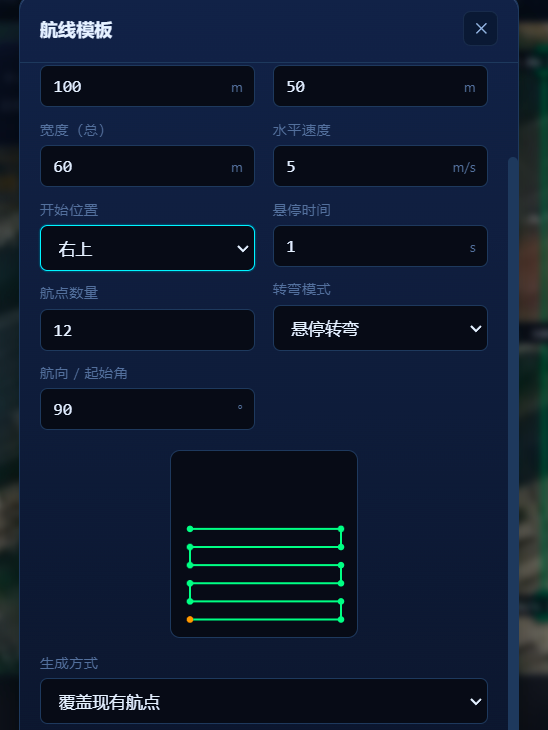 航线模板
100 m
50 m
宽度（总）
水平速度
60 m
5 m/s
开始位置
悬停时间
右上
1 s
航点数量
转弯模式
12
悬停转弯
航向 / 起始角
90 °
生成方式
覆盖现有航点